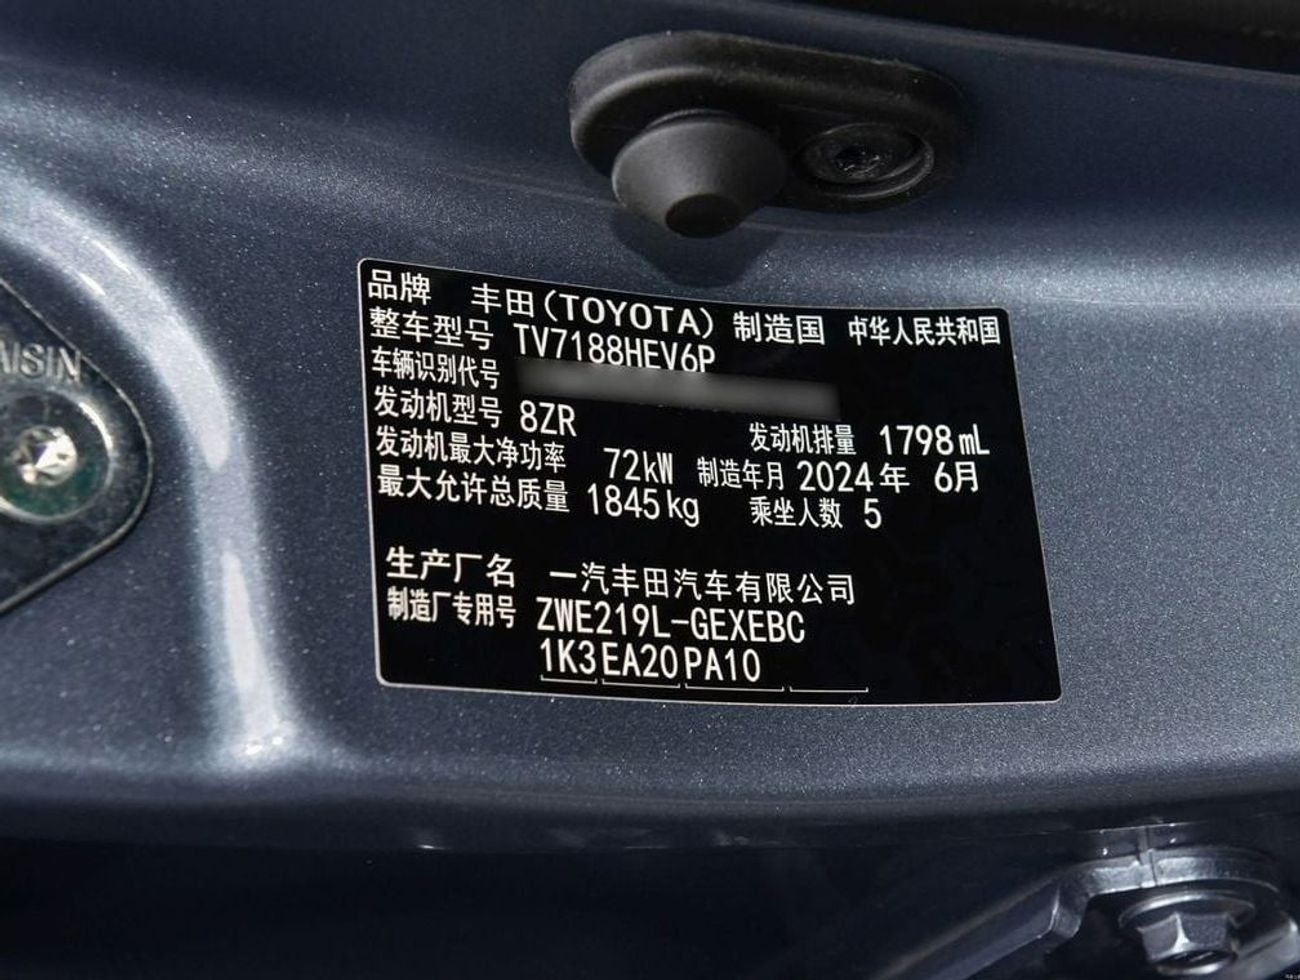 品牌 丰田(TOYOTA) 制造国 中华人民共和国
整车型号 TV7188HEV6P
车辆识别代号
发动机型号 8ZR 发动机排量 1798mL
发动机最大净功率 72kW 制造年月 2024年 6月
最大允许总质量 1845kg 乘坐人数 5
生产厂名 一汽丰田汽车有限公司
制造厂专用号 ZWE219L-GEXEBC
1K3 EA20 PA10
AISIN